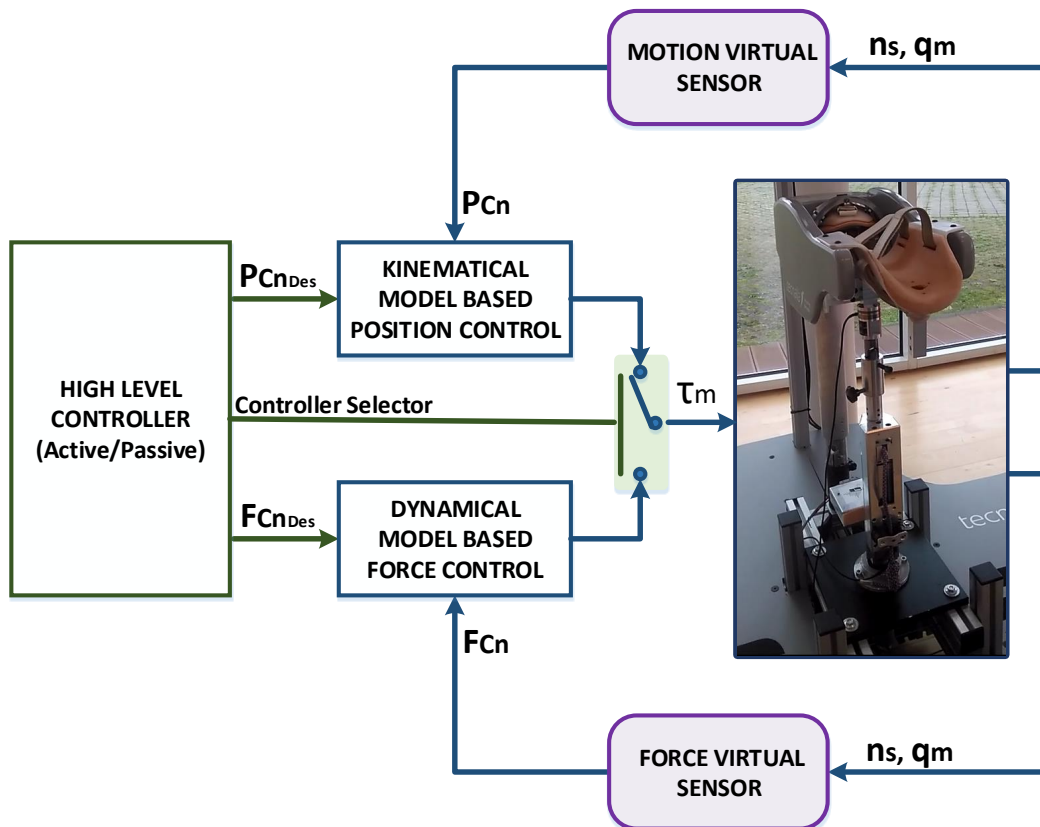 MOTION VIRTUAL
SENSOR
ns, qm
PCn
PCnDes
KINEMATICAL
MODEL BASED
POSITION CONTROL
HIGH LEVEL
CONTROLLER
(Active/Passive)
Controller Selector
τm
FCnDes
DYNAMICAL
MODEL BASED
FORCE CONTROL
tecn
FCn
FORCE VIRTUAL
SENSOR
ns, qm